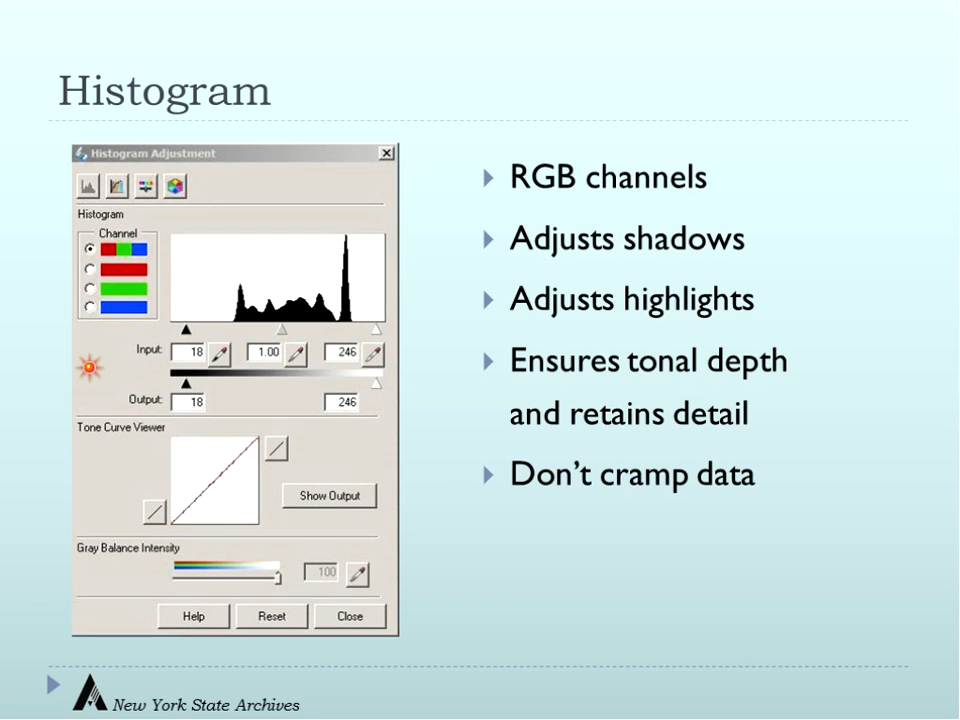 Histogram
Histogram Adjustment
Histogram
Channel
Input: 18 1.00 246
Output: 18 246
Tone Curve Viewer
Show Output
Gray Balance Intensity
100
Help Reset Close
RGB channels
Adjusts shadows
Adjusts highlights
Ensures tonal depth
and retains detail
Don’t cramp data
New York State Archives